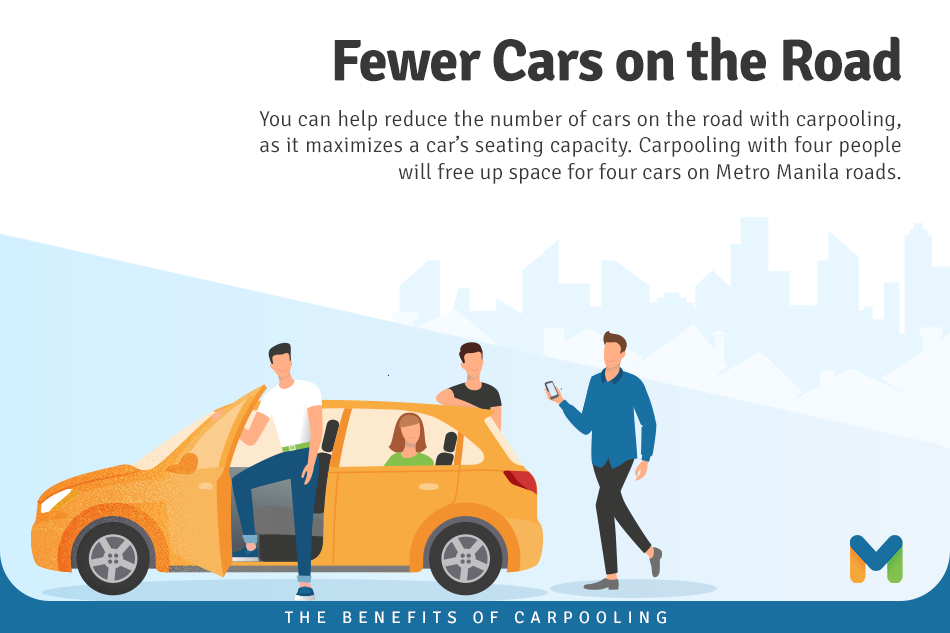 Fewer Cars on the Road
You can help reduce the number of cars on the road with carpooling,
as it maximizes a car’s seating capacity. Carpooling with four people
will free up space for four cars on Metro Manila roads.
THE BENEFITS OF CARPOOLING